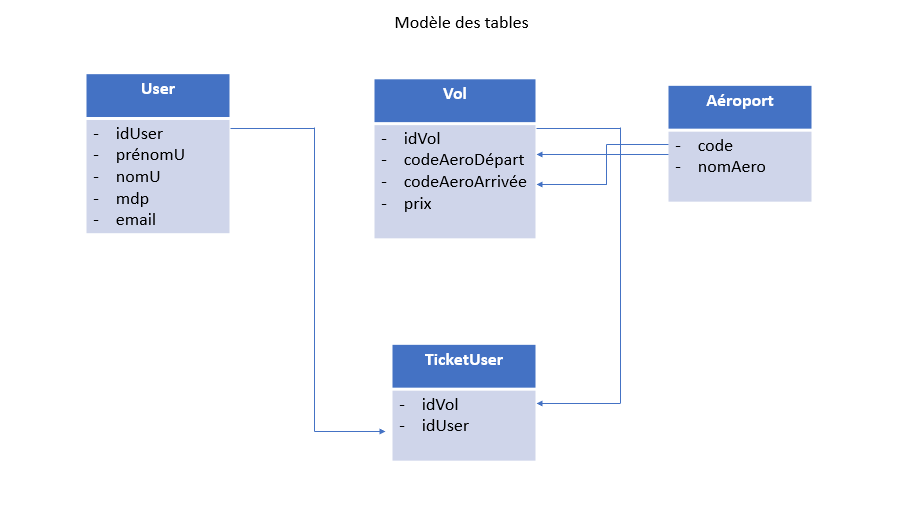 Modèle des tables
User
- idUser
- prénomU
- nomU
- mdp
- email
Vol
- idVol
- codeAeroDépart
- codeAeroArrivée
- prix
Aéroport
- code
- nomAero
TicketUser
- idVol
- idUser